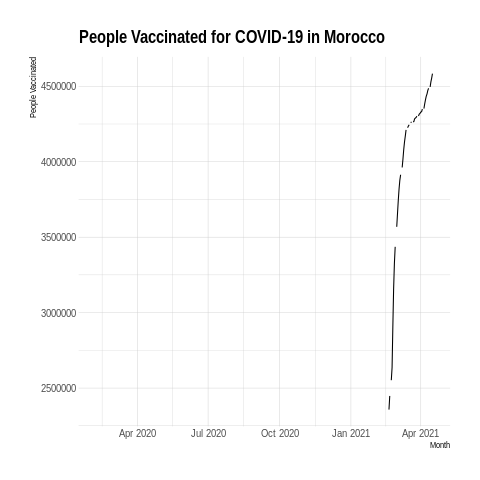 People Vaccinated for COVID-19 in Morocco
People Vaccinated
4500000
4000000
3500000
3000000
2500000
Apr 2020 Jul 2020 Oct 2020 Jan 2021 Apr 2021
Month